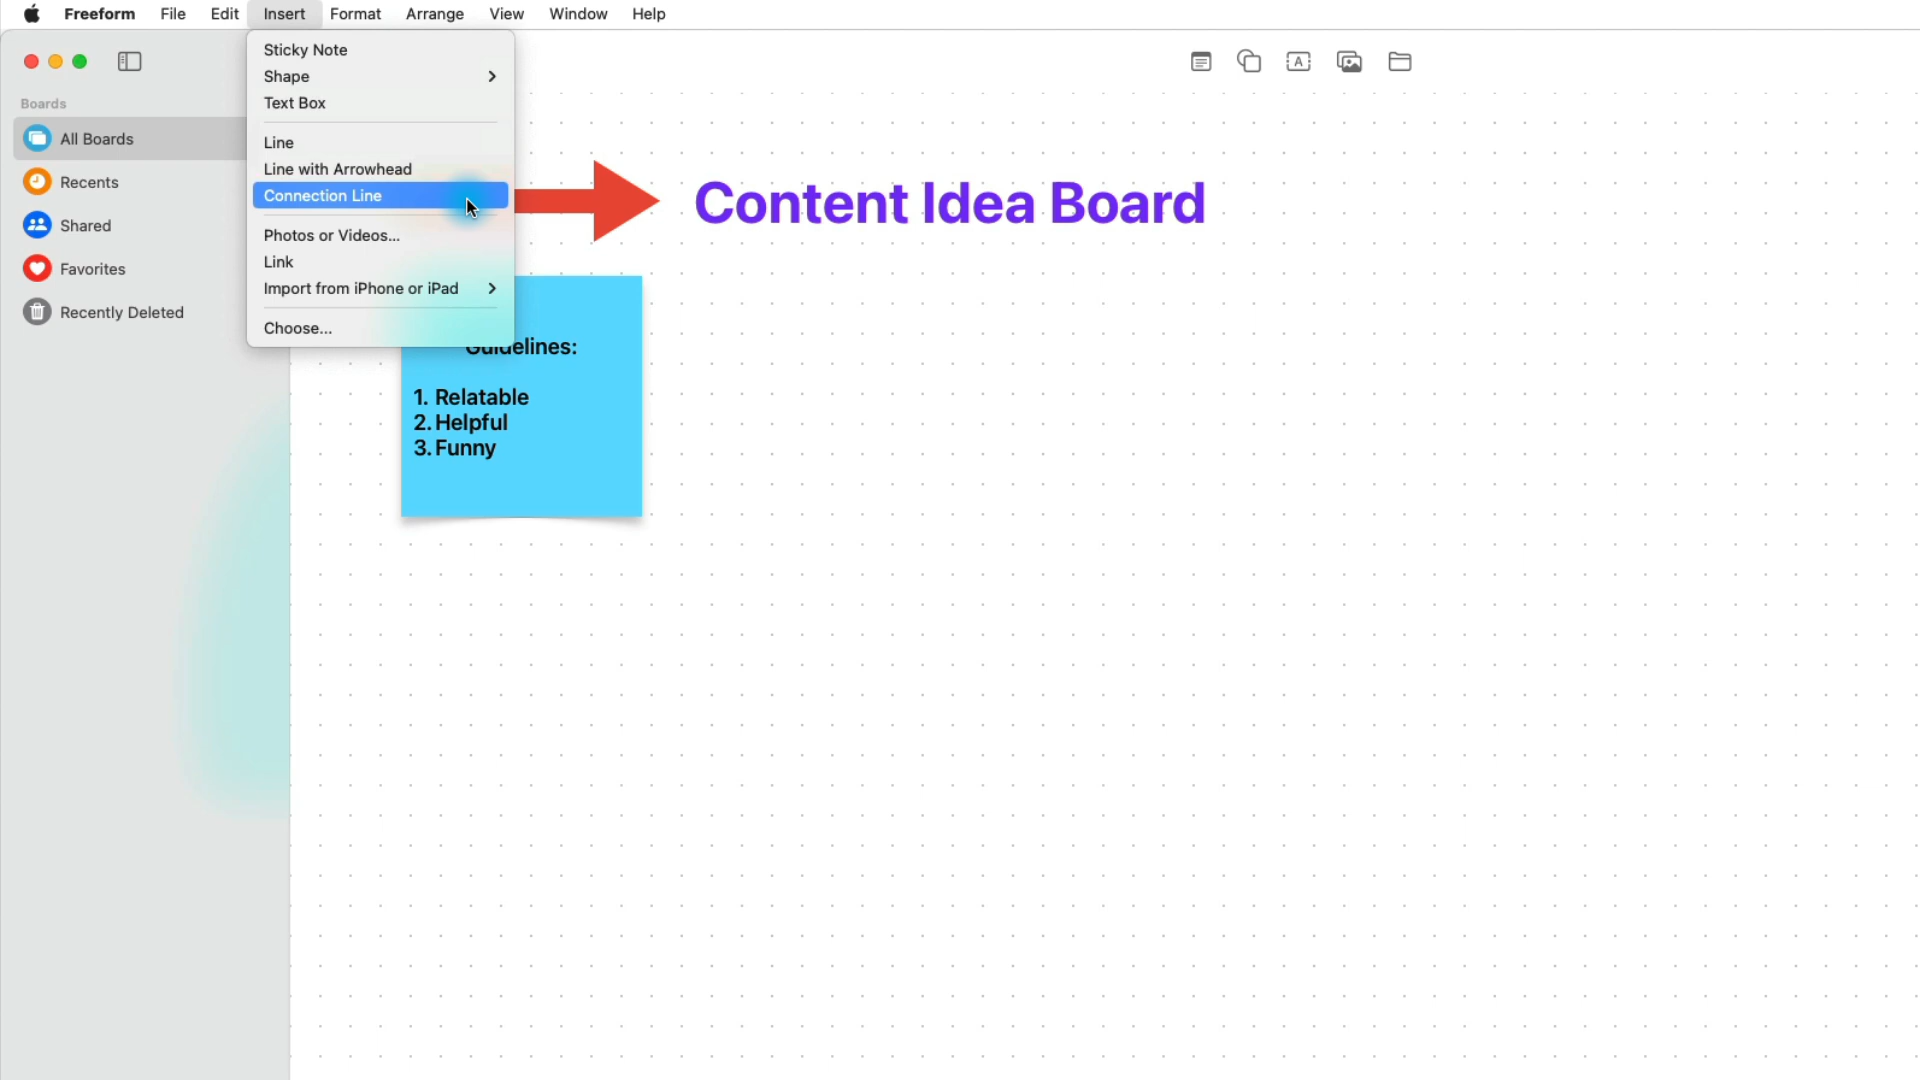 Freeform File Edit Insert Format Arrange View Window Help
Boards
All Boards
Recents
Shared
Favorites
Recently Deleted
Sticky Note
Shape
Text Box
Line
Line with Arrowhead
Connection Line
Photos or Videos...
Link
Import from iPhone or iPad
Choose...
A
Content Idea Board
Guidelines:
1. Relatable
2. Helpful
3. Funny